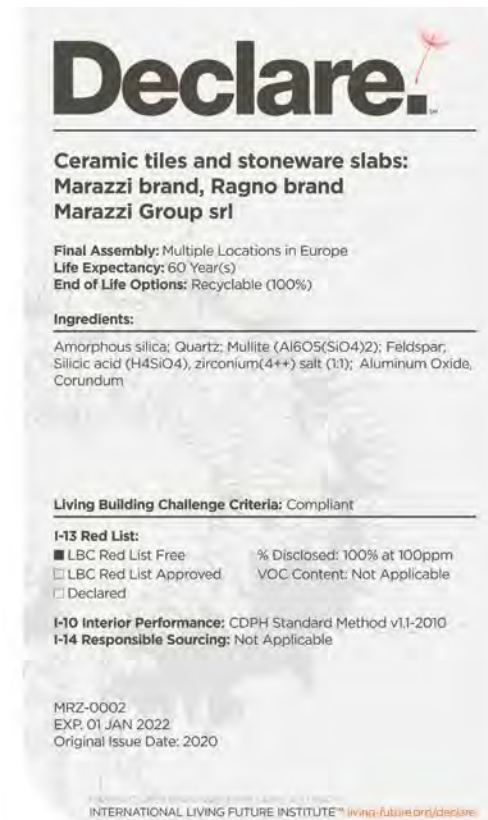 Declare.
SM
Ceramic tiles and stoneware slabs:
Marazzi brand, Ragno brand
Marazzi Group srl
Final Assembly: Multiple Locations in Europe
Life Expectancy: 60 Year(s)
End of Life Options: Recyclable (100%)
Ingredients:
Amorphous silica; Quartz; Mullite (Al6O5(SiO4)2); Feldspar;
Silicic acid (H4SiO4), zirconium(4++) salt (1:1); Aluminum Oxide,
Corundum
Living Building Challenge Criteria: Compliant
I-13 Red List:
■ LBC Red List Free % Disclosed: 100% at 100ppm
□ LBC Red List Approved VOC Content: Not Applicable
□ Declared
I-10 Interior Performance: CDPH Standard Method v1.1-2010
I-14 Responsible Sourcing: Not Applicable
MRZ-0002
EXP. 01 JAN 2022
Original Issue Date: 2020
INTERNATIONAL LIVING FUTURE INSTITUTE™ living-future.org/declare